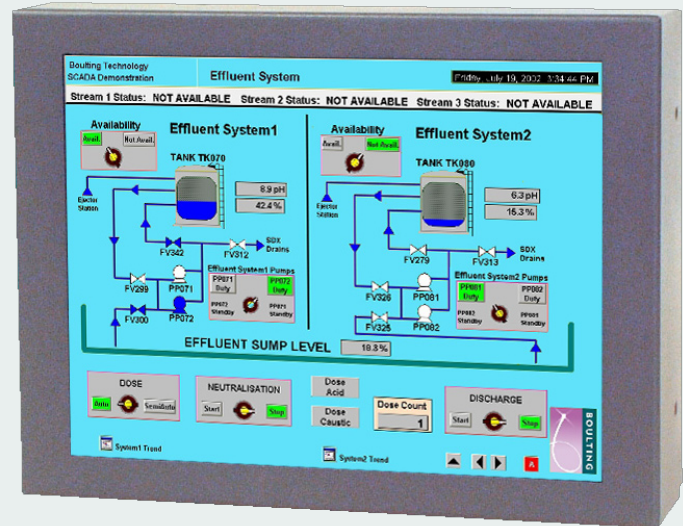 Boulting Technology
SCADA Demonstration
Effluent System
Friday, July 19, 2002 3:34:44 PM
Stream 1 Status: NOT AVAILABLE Stream 2 Status: NOT AVAILABLE Stream 3 Status: NOT AVAILABLE
Availability
Avail.
Not Avail.
Effluent System1
TANK TK070
8.9 pH
42.4 %
Ejector
Station
SDX
Drains
FV342
FV312
FV299
PP071
FV300
PP072
Effluent System1 Pumps
PP071
Duty
PP072
Duty
PP072
Standby
PP071
Standby
Availability
Avail.
Not Avail.
Effluent System2
TANK TK080
6.3 pH
15.3 %
Ejector
Station
SDX
Drains
FV279
FV313
FV326
PP081
FV325
PP082
Effluent System2 Pumps
PP081
Duty
PP082
Duty
PP082
Standby
PP081
Standby
EFFLUENT SUMP LEVEL
18.8 %
DOSE
Auto
SemiAuto
NEUTRALISATION
Start
Stop
Dose
Acid
Dose
Caustic
Dose Count
1
DISCHARGE
Start
Stop
BOULTING
System1 Trend
System2 Trend
A